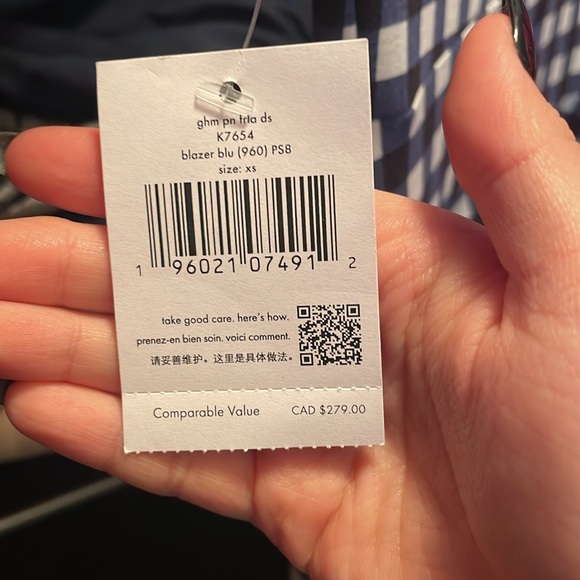 ghm pn trla ds
K7654
blazer blu (960) PS8
size: xs
1 96021 07491 2
take good care. here's how.
prenez-en bien soin. voici comment.
请妥善维护。这里是具体做法。
Comparable Value CAD $279.00